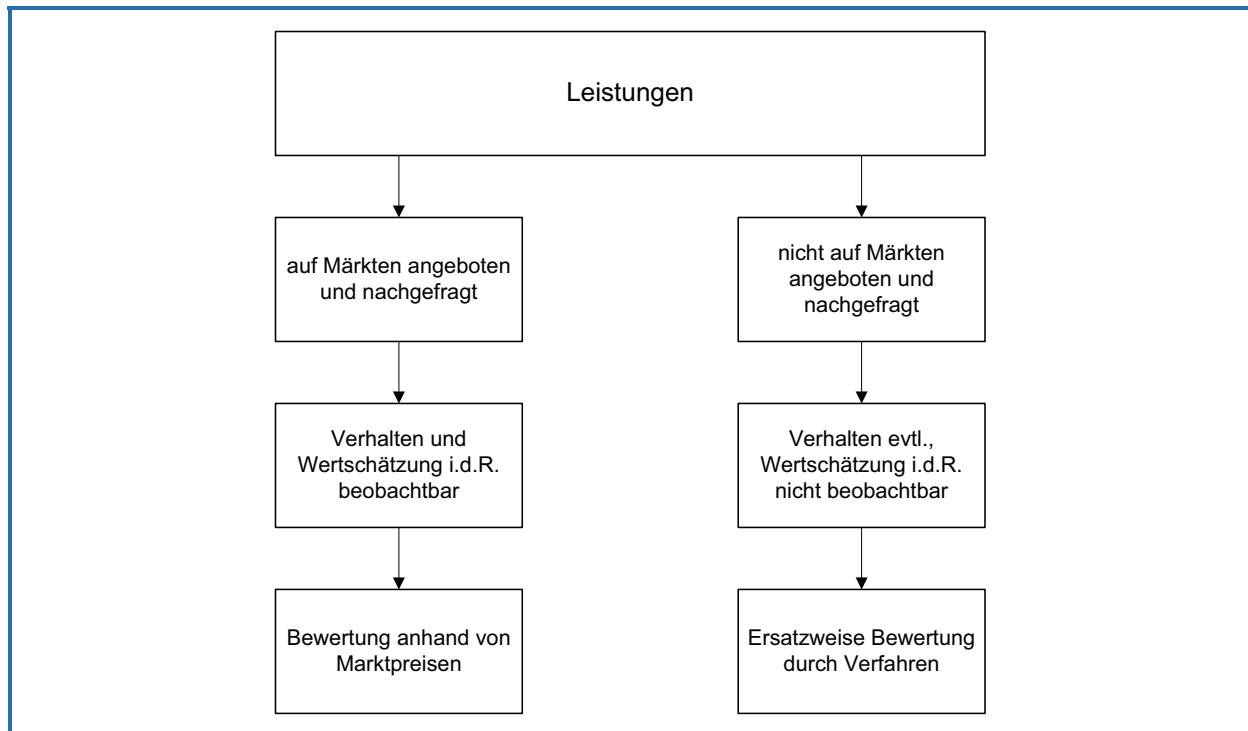 Leistungen
auf Märkten angeboten
und nachgefragt
nicht auf Märkten
angeboten und
nachgefragt
Verhalten und
Wertschätzung i.d.R.
beobachtbar
Verhalten evtl.,
Wertschätzung i.d.R.
nicht beobachtbar
Bewertung anhand von
Marktpreisen
Ersatzweise Bewertung
durch Verfahren